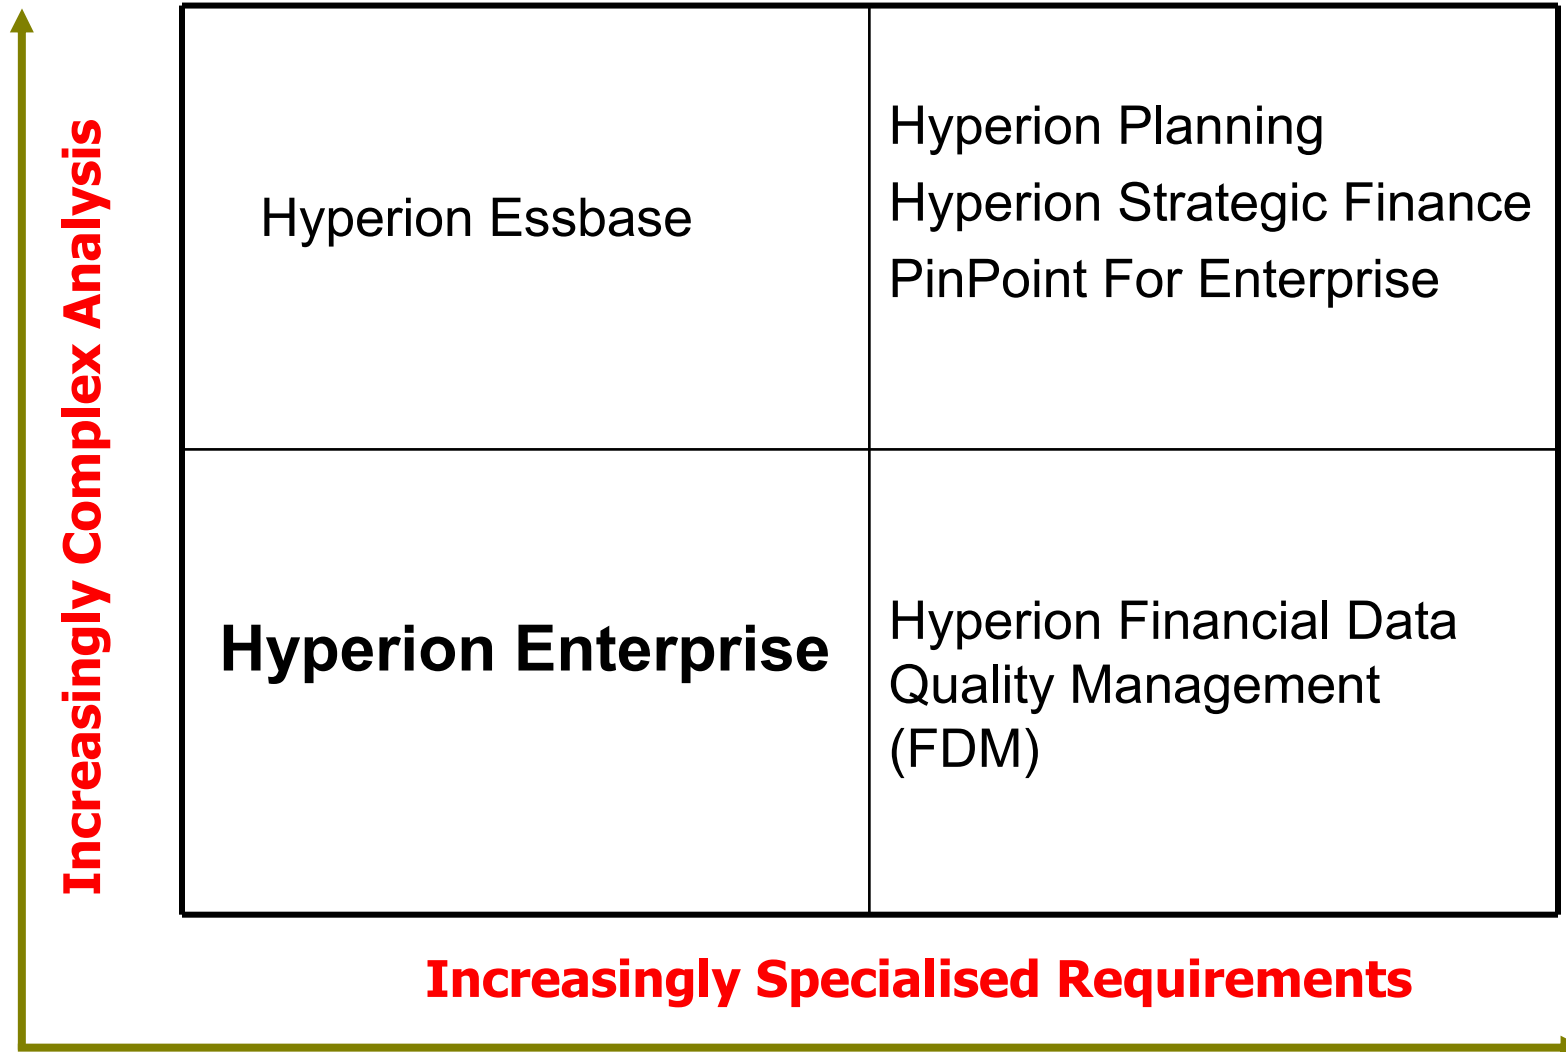 Increasingly Complex Analysis
Hyperion Essbase
Hyperion Planning
Hyperion Strategic Finance
PinPoint For Enterprise
Hyperion Enterprise
Hyperion Financial Data
Quality Management
(FDM)
Increasingly Specialised Requirements